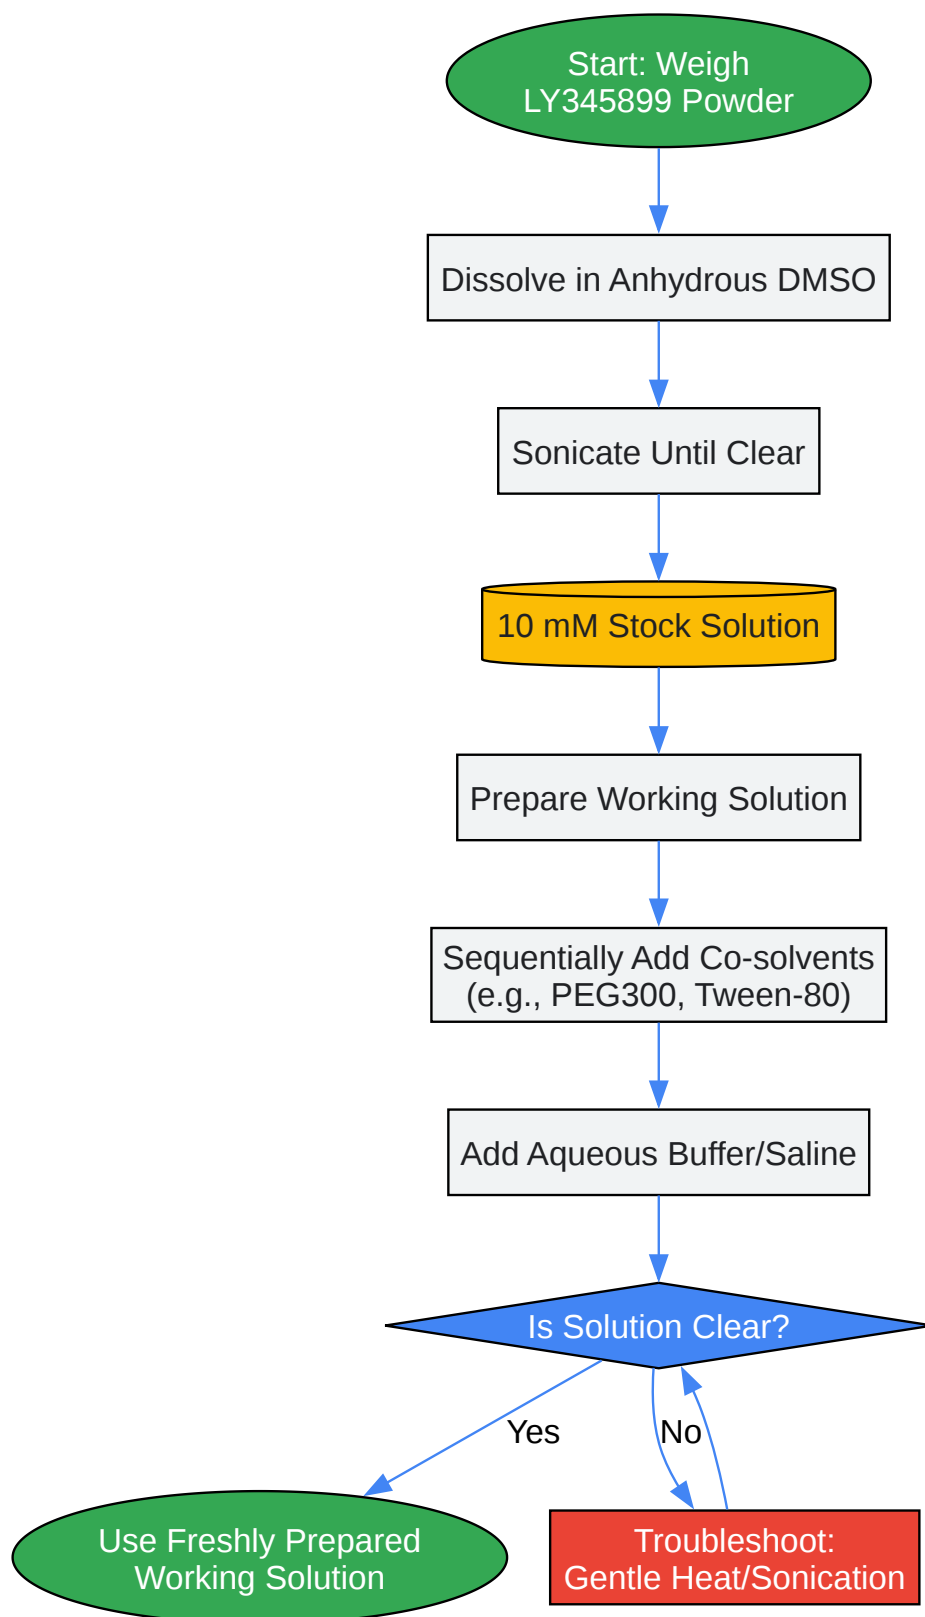 Start: Weigh
LY345899 Powder
Dissolve in Anhydrous DMSO
Sonicate Until Clear
10 mM Stock Solution
Prepare Working Solution
Sequentially Add Co-solvents
(e.g., PEG300, Tween-80)
Add Aqueous Buffer/Saline
Is Solution Clear?
Yes
No
Use Freshly Prepared
Working Solution
Troubleshoot:
Gentle Heat/Sonication